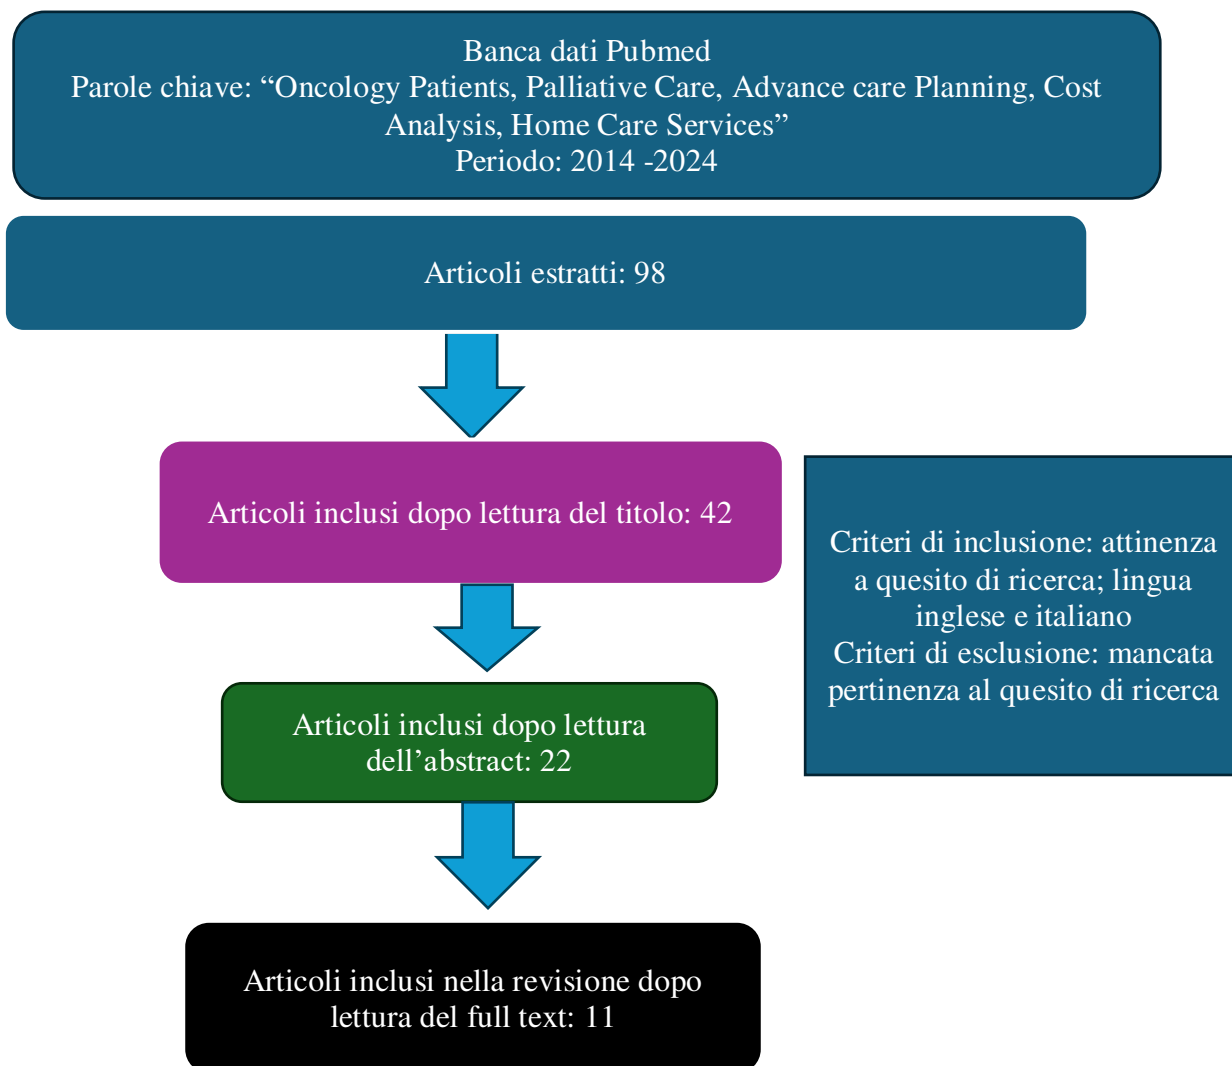 Banca dati Pubmed
Parole chiave: “Oncology Patients, Palliative Care, Advance care Planning, Cost
Analysis, Home Care Services”
Periodo: 2014 -2024
Articoli estratti: 98
Articoli inclusi dopo lettura del titolo: 42
Criteri di inclusione: attinenza
a quesito di ricerca; lingua
inglese e italiano
Criteri di esclusione: mancata
pertinenza al quesito di ricerca
Articoli inclusi dopo lettura
dell’abstract: 22
Articoli inclusi nella revisione dopo
lettura del full text: 11